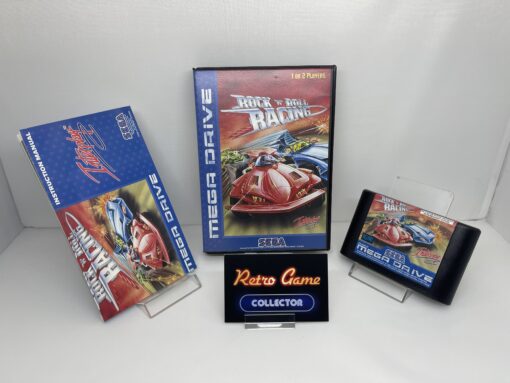 SEGA
Interplay
INSTRUCTION MANUAL
ROCK N' ROLL
RACING
MEGA DRIVE
1 OR 2 PLAYERS
ROCK N' ROLL
RACING
MEGA DRIVE
Interplay
SEGA
Retro Game
COLLECTOR
ROCK N' ROLL
RACING
MEGA DRIVE
SEGA